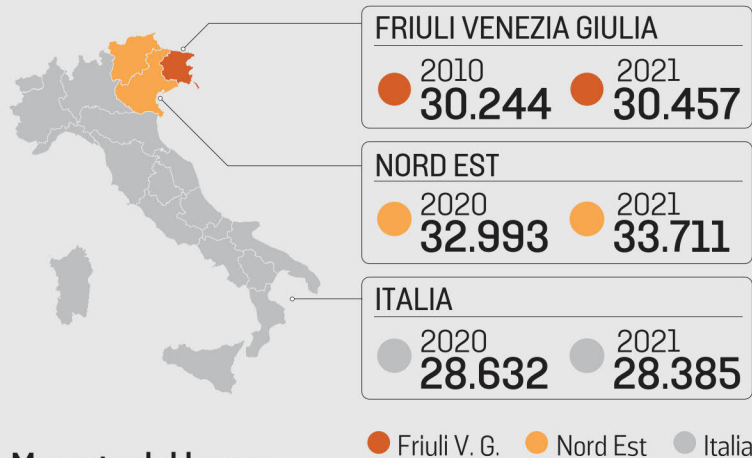 FRIULI VENEZIA GIULIA
2010 2021
30.244 30.457
NORD EST
2020 2021
32.993 33.711
ITALIA
2020 2021
28.632 28.385
Friuli V. G. Nord Est Italia